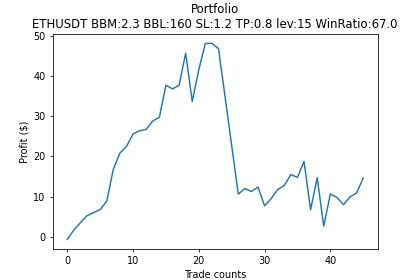 Portfolio
ETHUSDT BBM:2.3 BBL:160 SL:1.2 TP:0.8 lev:15 WinRatio:67.0
50
40
30
20
10
0
Profit ($)
0 10 20 30 40
Trade counts